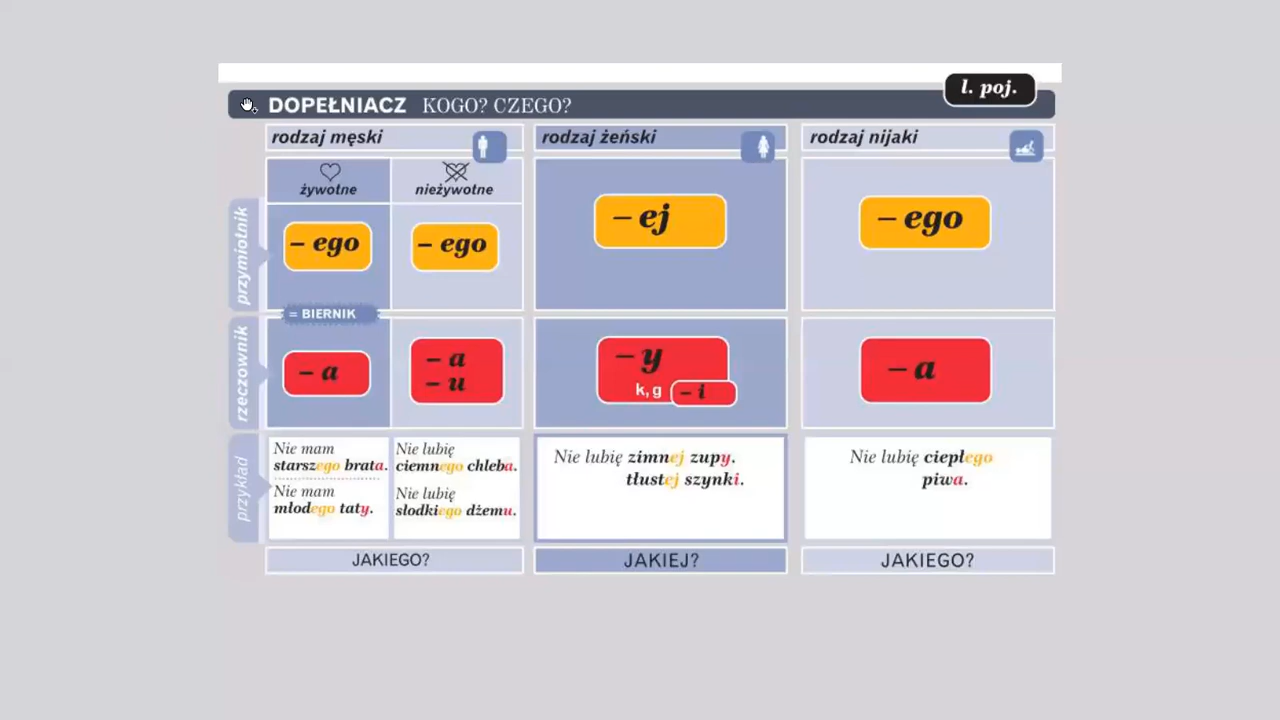 l. poj.
DOPEŁNIACZ KOGO? CZEGO?
rodzaj męski
rodzaj żeński
rodzaj nijaki
żywotne
nieżywotne
przymiotnik
– ego
– ego
– ej
– ego
= BIERNIK
rzeczownik
– a
– a
– u
– y
k, g – i
– a
przykład
Nie mam
starszego brata.
Nie mam
młodego taty.
Nie lubię
ciemnego chleba.
Nie lubię
słodkiego dżemu.
Nie lubię zimnej zupy.
tłustej szynki.
Nie lubię ciepłego
piwa.
JAKIEGO?
JAKIEJ?
JAKIEGO?